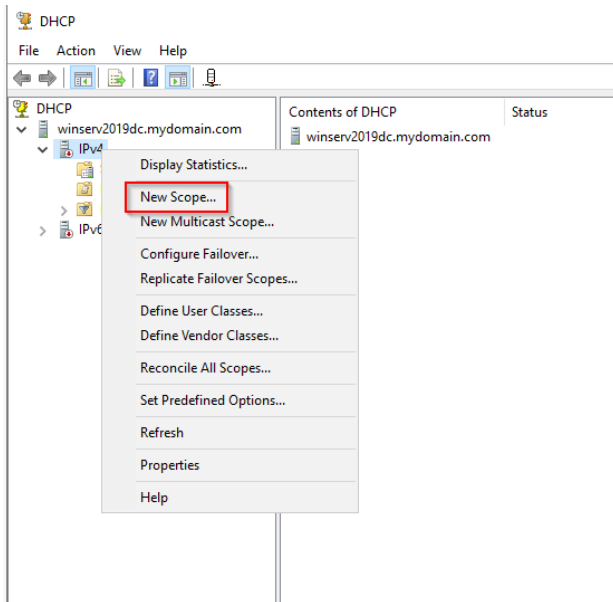 DHCP
File Action View Help
DHCP
winserv2019dc.mydomain.com
IPv4
IPv6
Contents of DHCP Status
winserv2019dc.mydomain.com
Display Statistics...
New Scope...
New Multicast Scope...
Configure Failover...
Replicate Failover Scopes...
Define User Classes...
Define Vendor Classes...
Reconcile All Scopes...
Set Predefined Options...
Refresh
Properties
Help